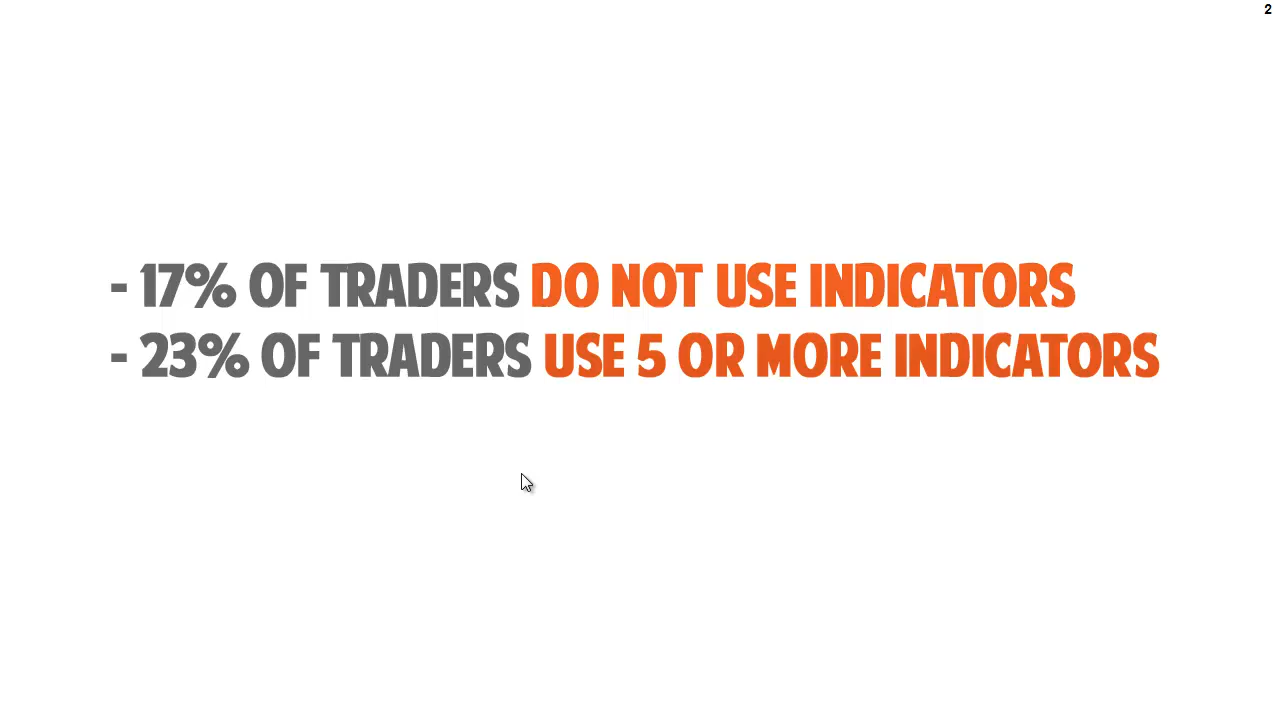 2
- 17% OF TRADERS DO NOT USE INDICATORS
- 23% OF TRADERS USE 5 OR MORE INDICATORS